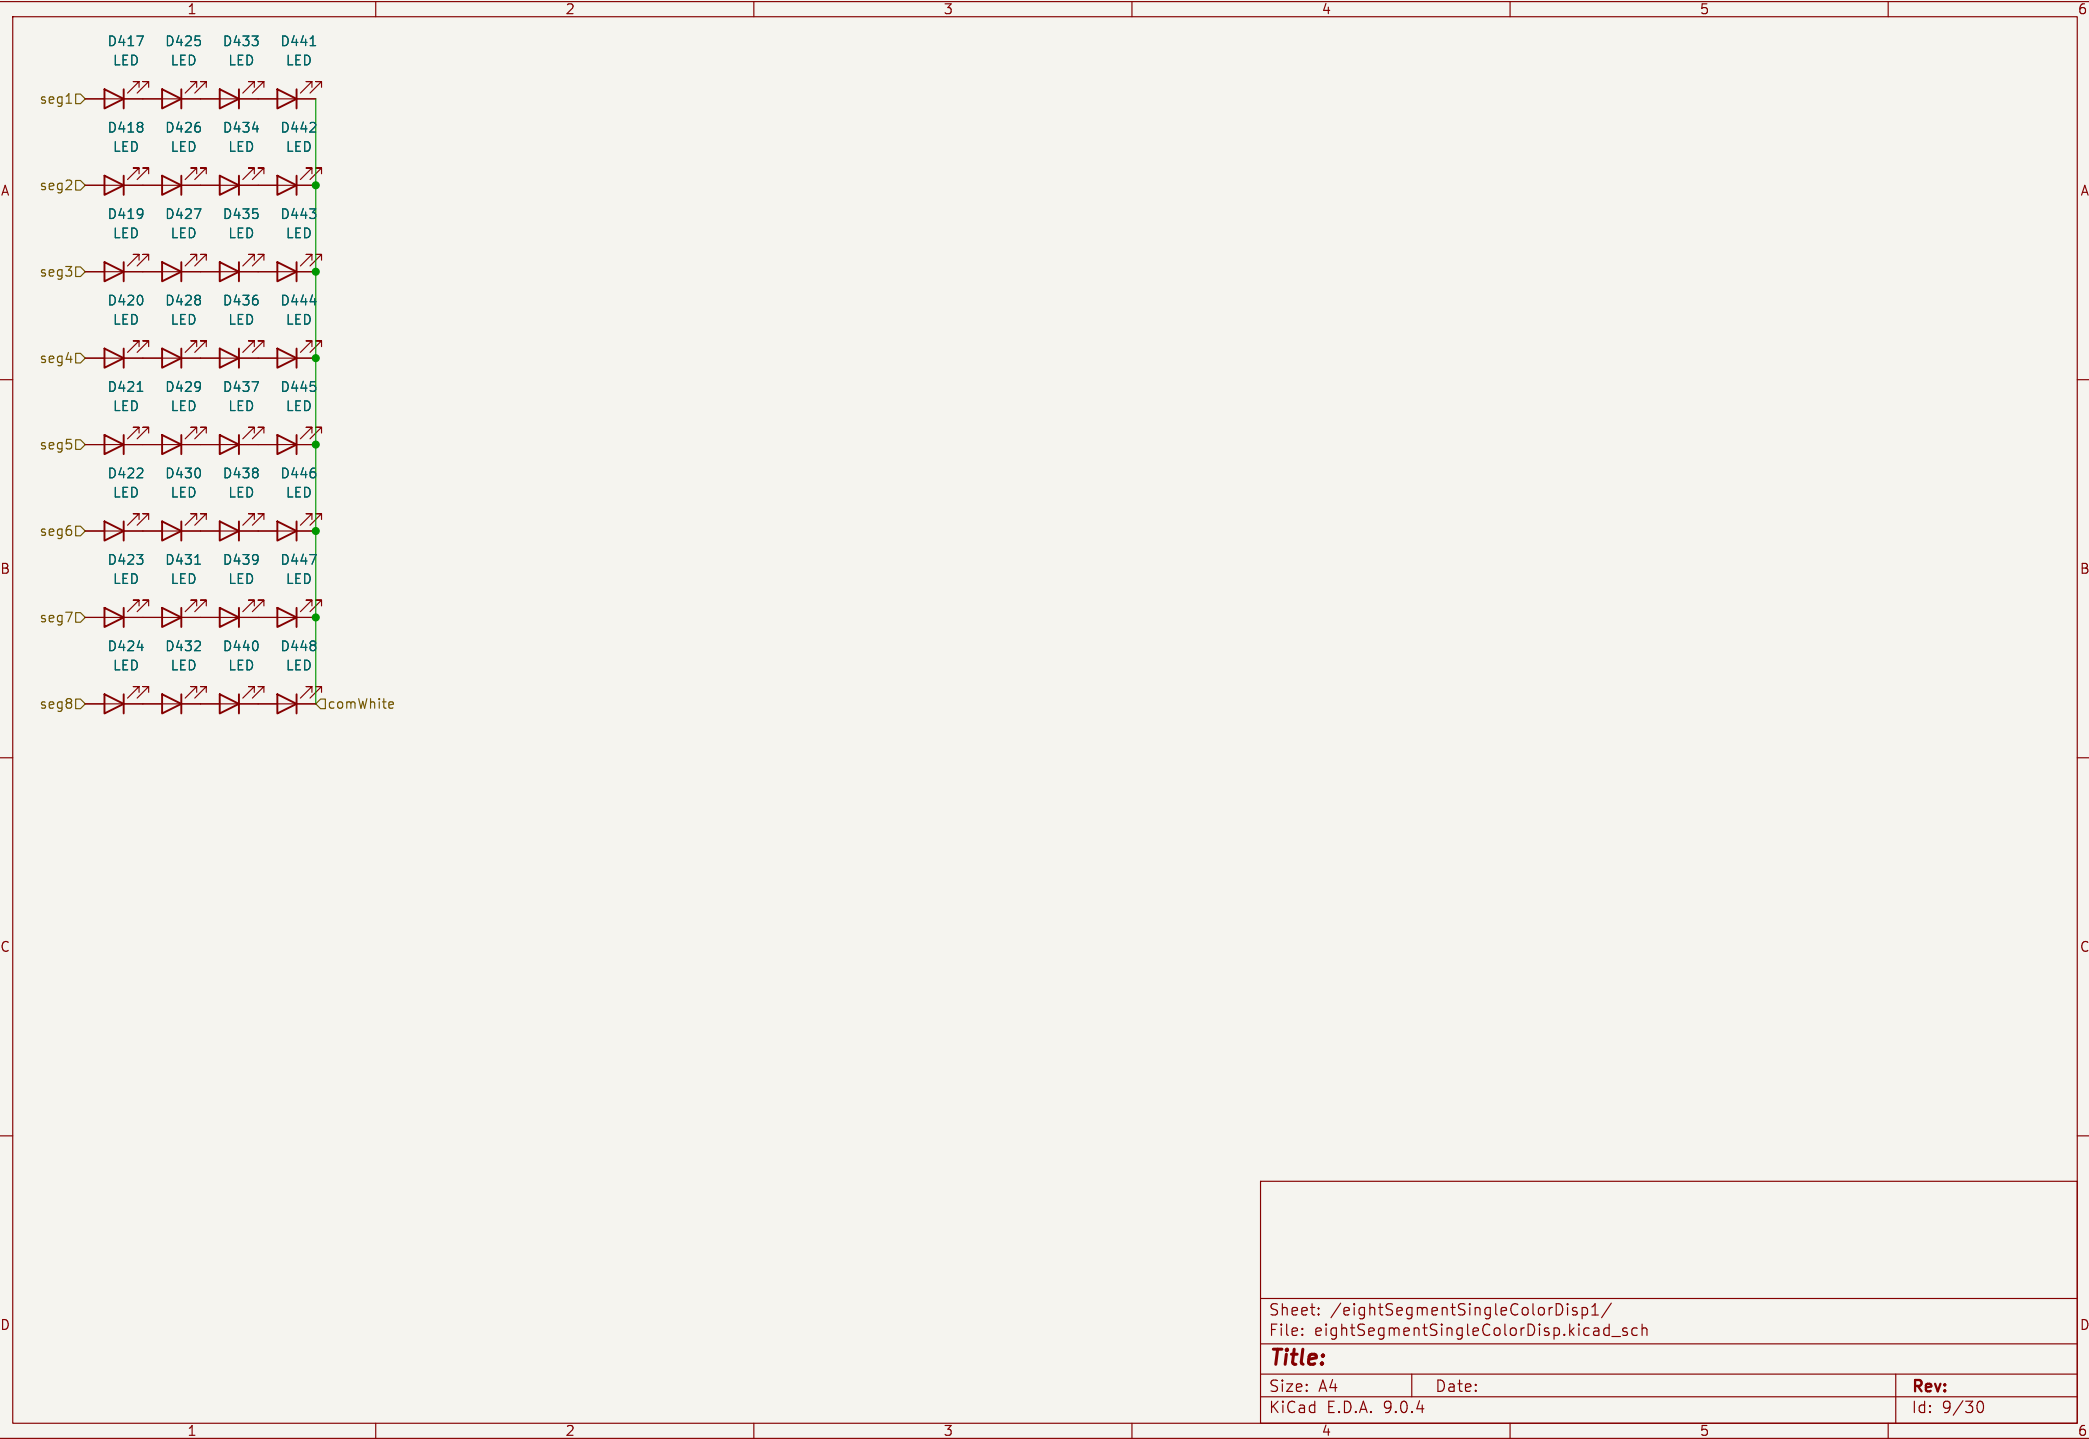 1 2 3 4 5 6
D417 D425 D433 D441
LED LED LED LED
seg1
D418 D426 D434 D442
LED LED LED LED
seg2
A A
D419 D427 D435 D443
LED LED LED LED
seg3
D420 D428 D436 D444
LED LED LED LED
seg4
D421 D429 D437 D445
LED LED LED LED
seg5
D422 D430 D438 D446
LED LED LED LED
seg6
D423 D431 D439 D447
B B
LED LED LED LED
seg7
D424 D432 D440 D448
LED LED LED LED
seg8 comWhite
C C
Sheet: /eightSegmentSingleColorDisp1/
D D
File: eightSegmentSingleColorDisp.kicad_sch
Title:
Size: A4 Date: Rev:
KiCad E.D.A. 9.0.4 Id: 9/30
1 2 3 4 5 6